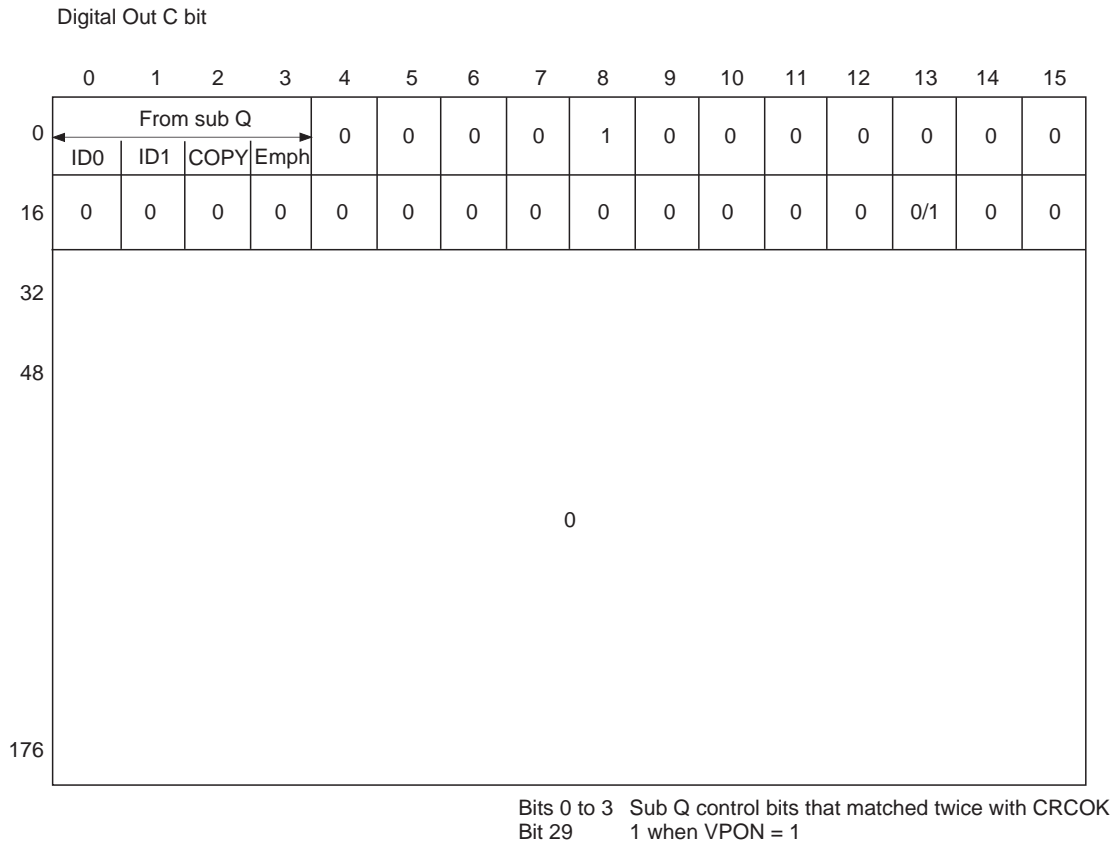 Digital Out C bit
0 1 2 3 4 5 6 7 8 9 10 11 12 13 14 15
From sub Q
0 0 0 0 0 1 0 0 0 0 0 0 0
ID0 ID1 COPY Emph
16 0 0 0 0 0 0 0 0 0 0 0 0 0 0/1 0 0
32
48
0
176
Bits 0 to 3 Sub Q control bits that matched twice with CRCOK
Bit 29 1 when VPON = 1